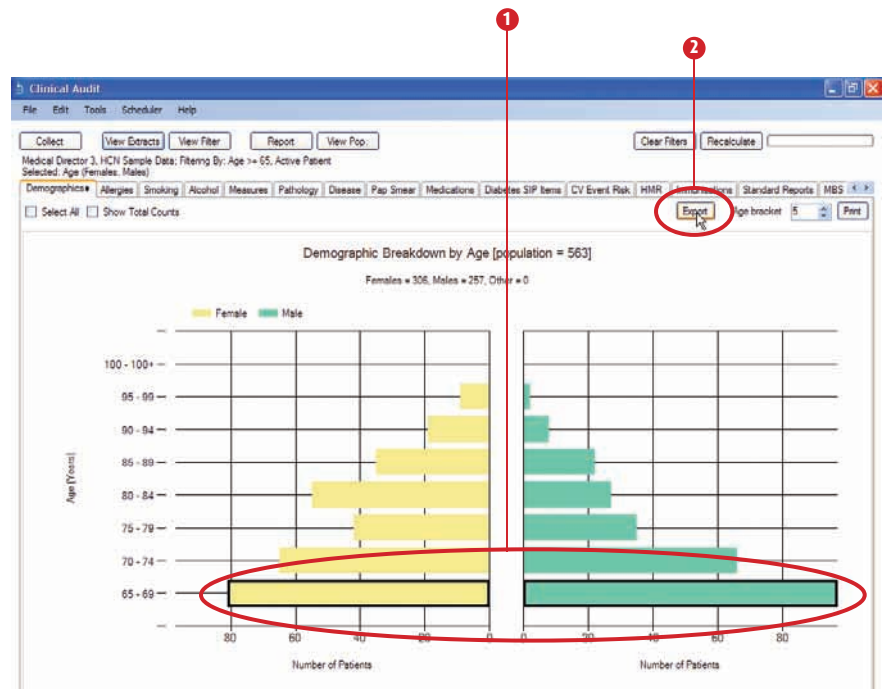 1
2
Clinical Audit
File Edit Tools Scheduler Help
Collect View Extracts View Filter Report View Pop. Clear Filters Recalculate
Medical Director 3, HCN Sample Data; Filtering By: Age >= 65, Active Patient
Selected: Age (Females, Males)
Demographics Allergies Smoking Alcohol Measures Pathology Disease Pap Smear Medications Diabetes SIP Items CV Event Risk HMR Immunisations Standard Reports MBS
Select All Show Total Counts Export Age bracket 5 Print
Demographic Breakdown by Age [population = 563]
Females = 306, Males = 257, Other = 0
Female Male
100 - 100+
95 - 99
90 - 94
85 - 89
80 - 84
75 - 79
70 - 74
65 - 69
Age [Years]
80 60 40 20 0 0 20 40 60 80
Number of Patients Number of Patients